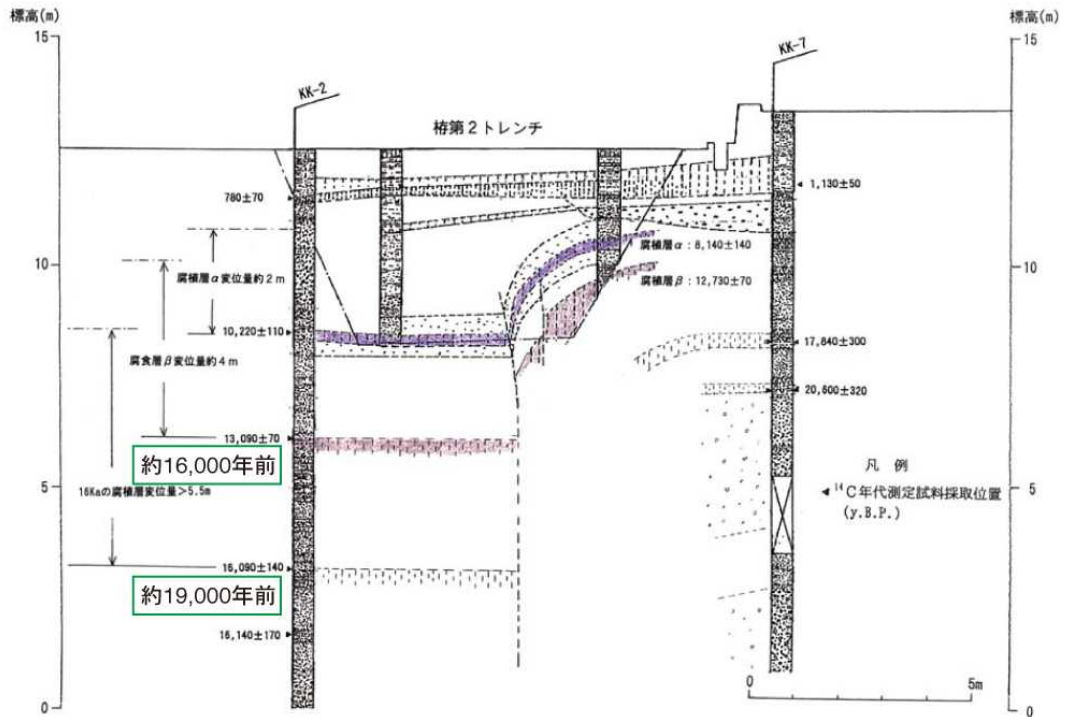 標高(m)
標高(m)
15
15
KK-2
KK-7
栫第2トレンチ
780±70
1,130±50
10
10
腐植層α変位量約2m
腐植層α:8,140±140
腐植層β:12,730±70
10,220±110
17,840±300
腐食層β変位量約4m
20,600±320
13,090±70
約16,000年前
凡 例
5
5
16Kaの腐植層変位量>5.5m
¹⁴C年代測定試料採取位置
(y.B.P.)
16,090±140
約19,000年前
16,140±170
0
5m
0
0